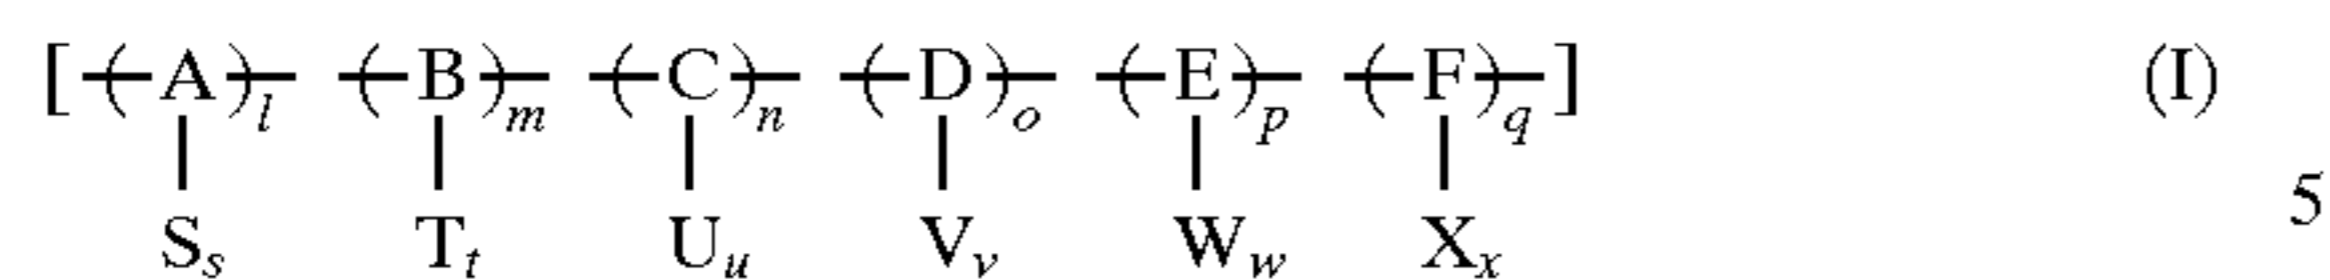 [ -(A)l- -(B)m- -(C)n- -(D)o- -(E)p- -(F)q- ] (I)
5
Ss Tt Uu Vv Ww Xx